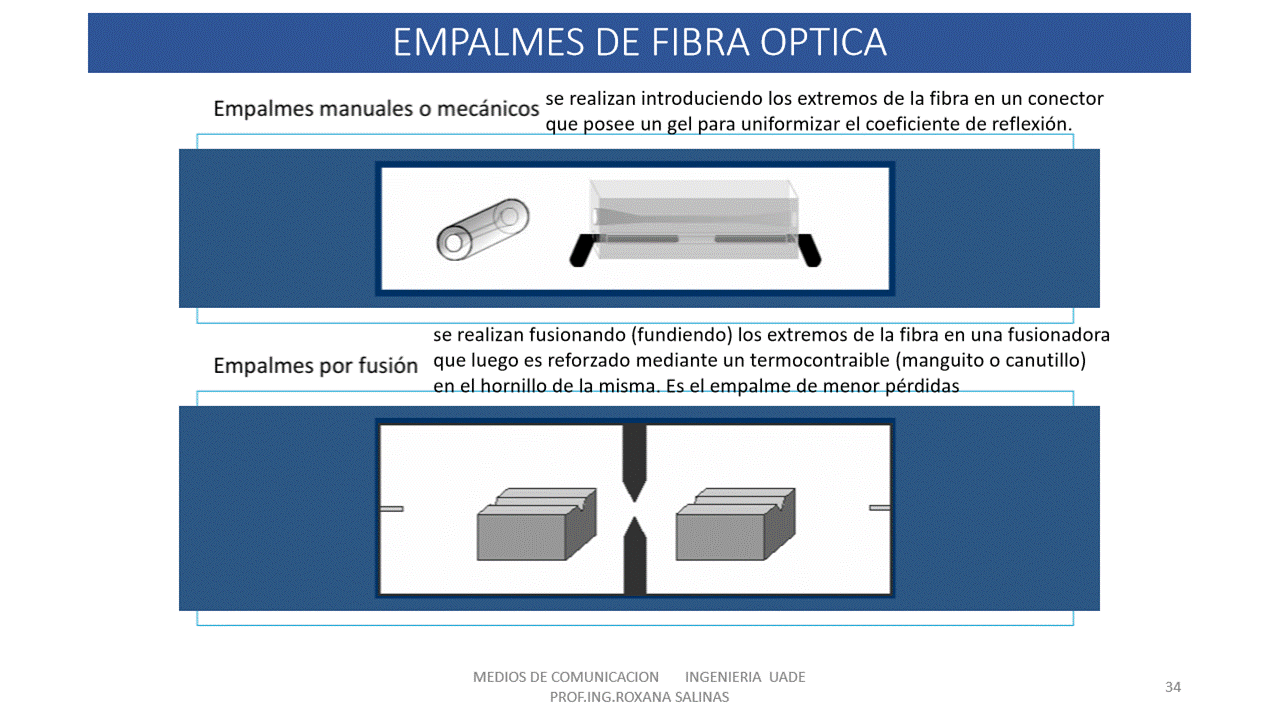 EMPALMES DE FIBRA OPTICA
Empalmes manuales o mecánicos
se realizan introduciendo los extremos de la fibra en un conector
que posee un gel para uniformizar el coeficiente de reflexión.
Empalmes por fusión
se realizan fusionando (fundiendo) los extremos de la fibra en una fusionadora
que luego es reforzado mediante un termocontraible (manguito o canutillo)
en el hornillo de la misma. Es el empalme de menor pérdidas
MEDIOS DE COMUNICACION INGENIERIA UADE
PROF.ING.ROXANA SALINAS
34